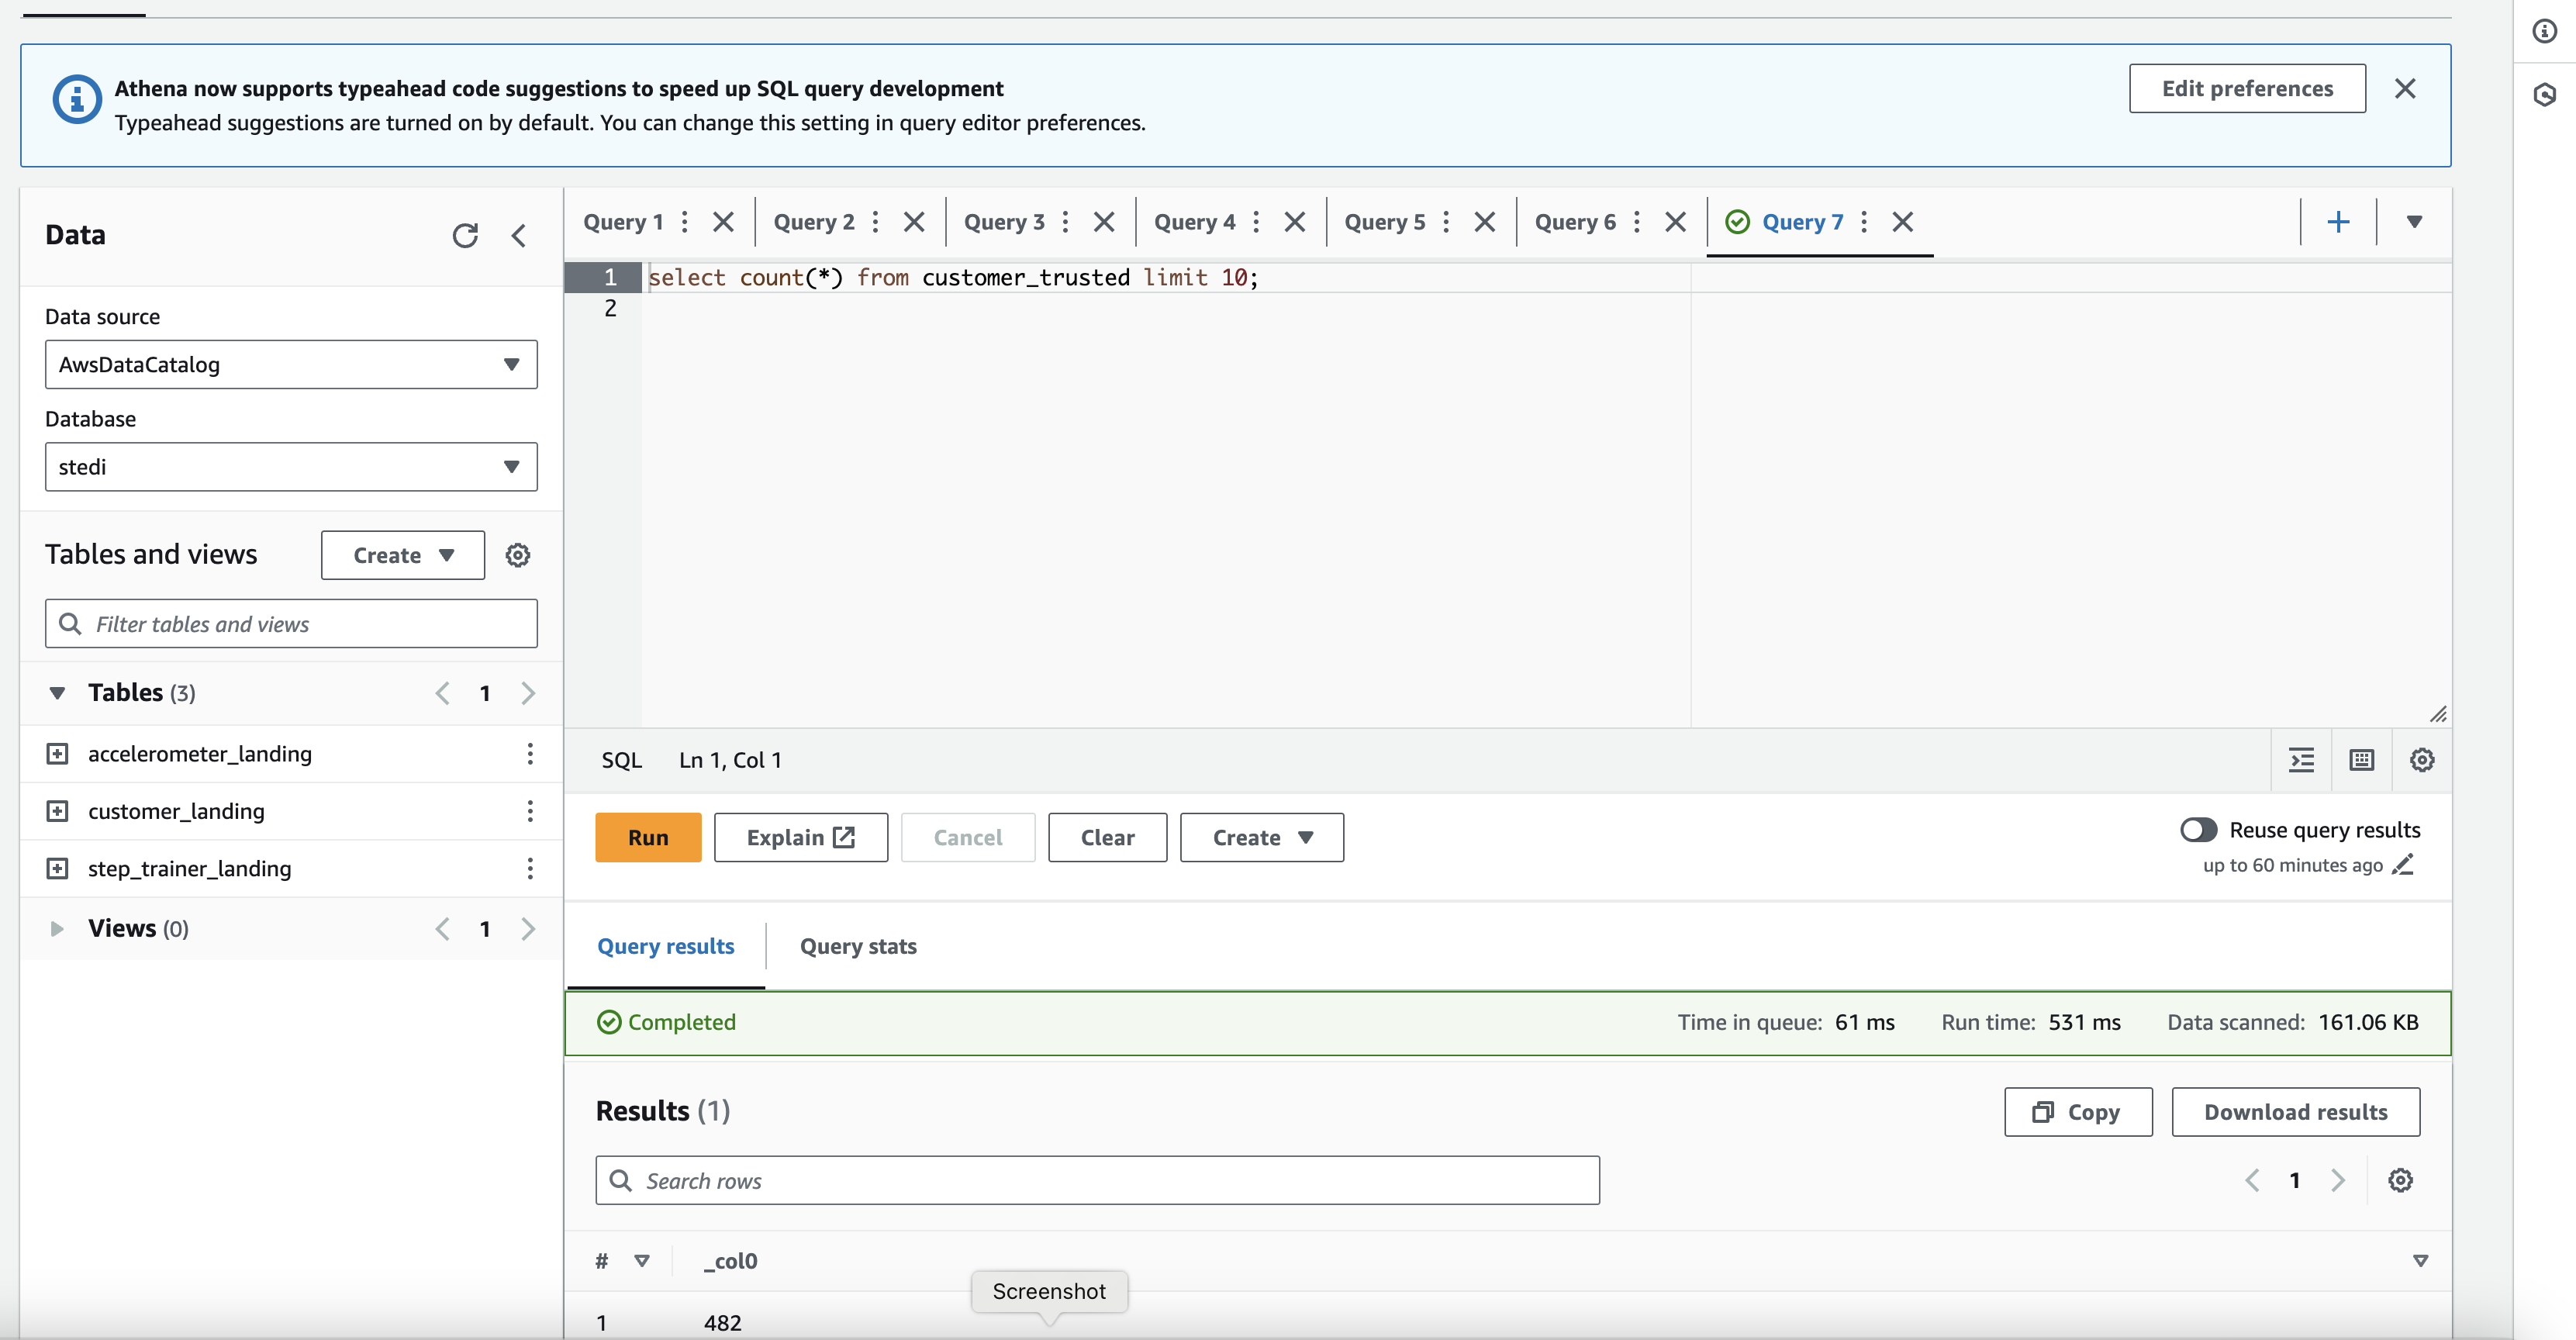 Athena now supports typeahead code suggestions to speed up SQL query development
Typeahead suggestions are turned on by default. You can change this setting in query editor preferences.
Edit preferences
Data
Data source
AwsDataCatalog
Database
stedi
Tables and views
Create
Filter tables and views
Tables (3)
1
accelerometer_landing
customer_landing
step_trainer_landing
Views (0)
1
Query 1
Query 2
Query 3
Query 4
Query 5
Query 6
Query 7
1 select count(*) from customer_trusted limit 10;
2
SQL Ln 1, Col 1
Run
Explain
Cancel
Clear
Create
Reuse query results
up to 60 minutes ago
Query results
Query stats
Completed
Time in queue: 61 ms Run time: 531 ms Data scanned: 161.06 KB
Results (1)
Copy
Download results
Search rows
1
# _col0
Screenshot
1 482